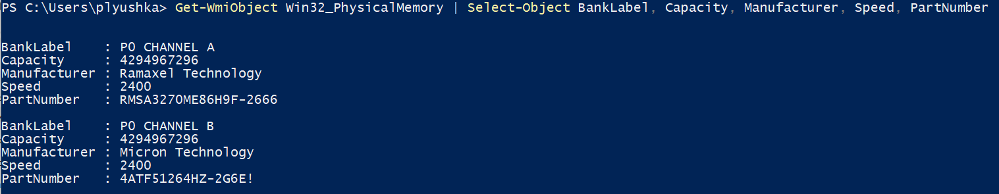 PS C:\Users\plyushka> Get-WmiObject Win32_PhysicalMemory | Select-Object BankLabel, Capacity, Manufacturer, Speed, PartNumber
BankLabel    : P0 CHANNEL A
Capacity     : 4294967296
Manufacturer : Ramaxel Technology
Speed        : 2400
PartNumber   : RMSA3270ME86H9F-2666
BankLabel    : P0 CHANNEL B
Capacity     : 4294967296
Manufacturer : Micron Technology
Speed        : 2400
PartNumber   : 4ATF51264HZ-2G6E!